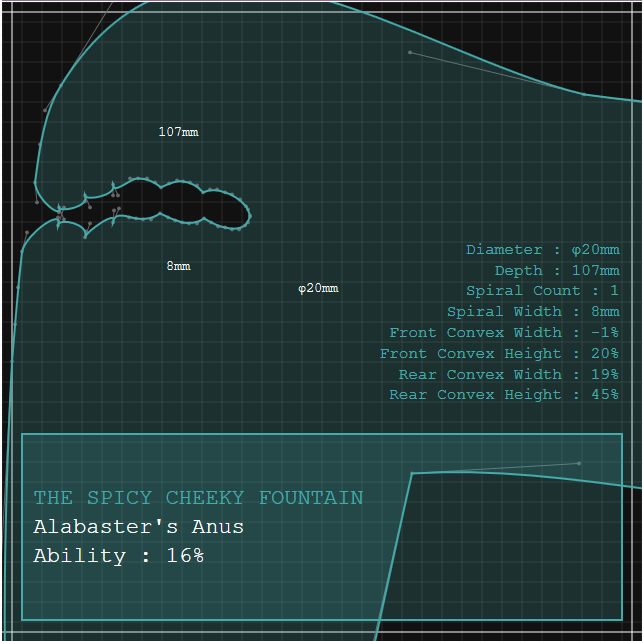 107mm
8mm
φ20mm
Diameter : φ20mm
Depth : 107mm
Spiral Count : 1
Spiral Width : 8mm
Front Convex Width : -1%
Front Convex Height : 20%
Rear Convex Width : 19%
Rear Convex Height : 45%
THE SPICY CHEEKY FOUNTAIN
Alabaster's Anus
Ability : 16%